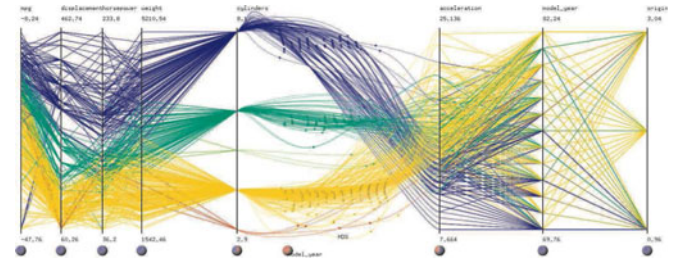 mpg displacement horsepower weight cylinders acceleration model_year origin
-0,24 462,74 233,8 5219,54 8,1 25,136 82,24 3,04
-47,76 60,26 36,2 1542,46 2,9 7,664 69,76 0,96
MDS
model_year